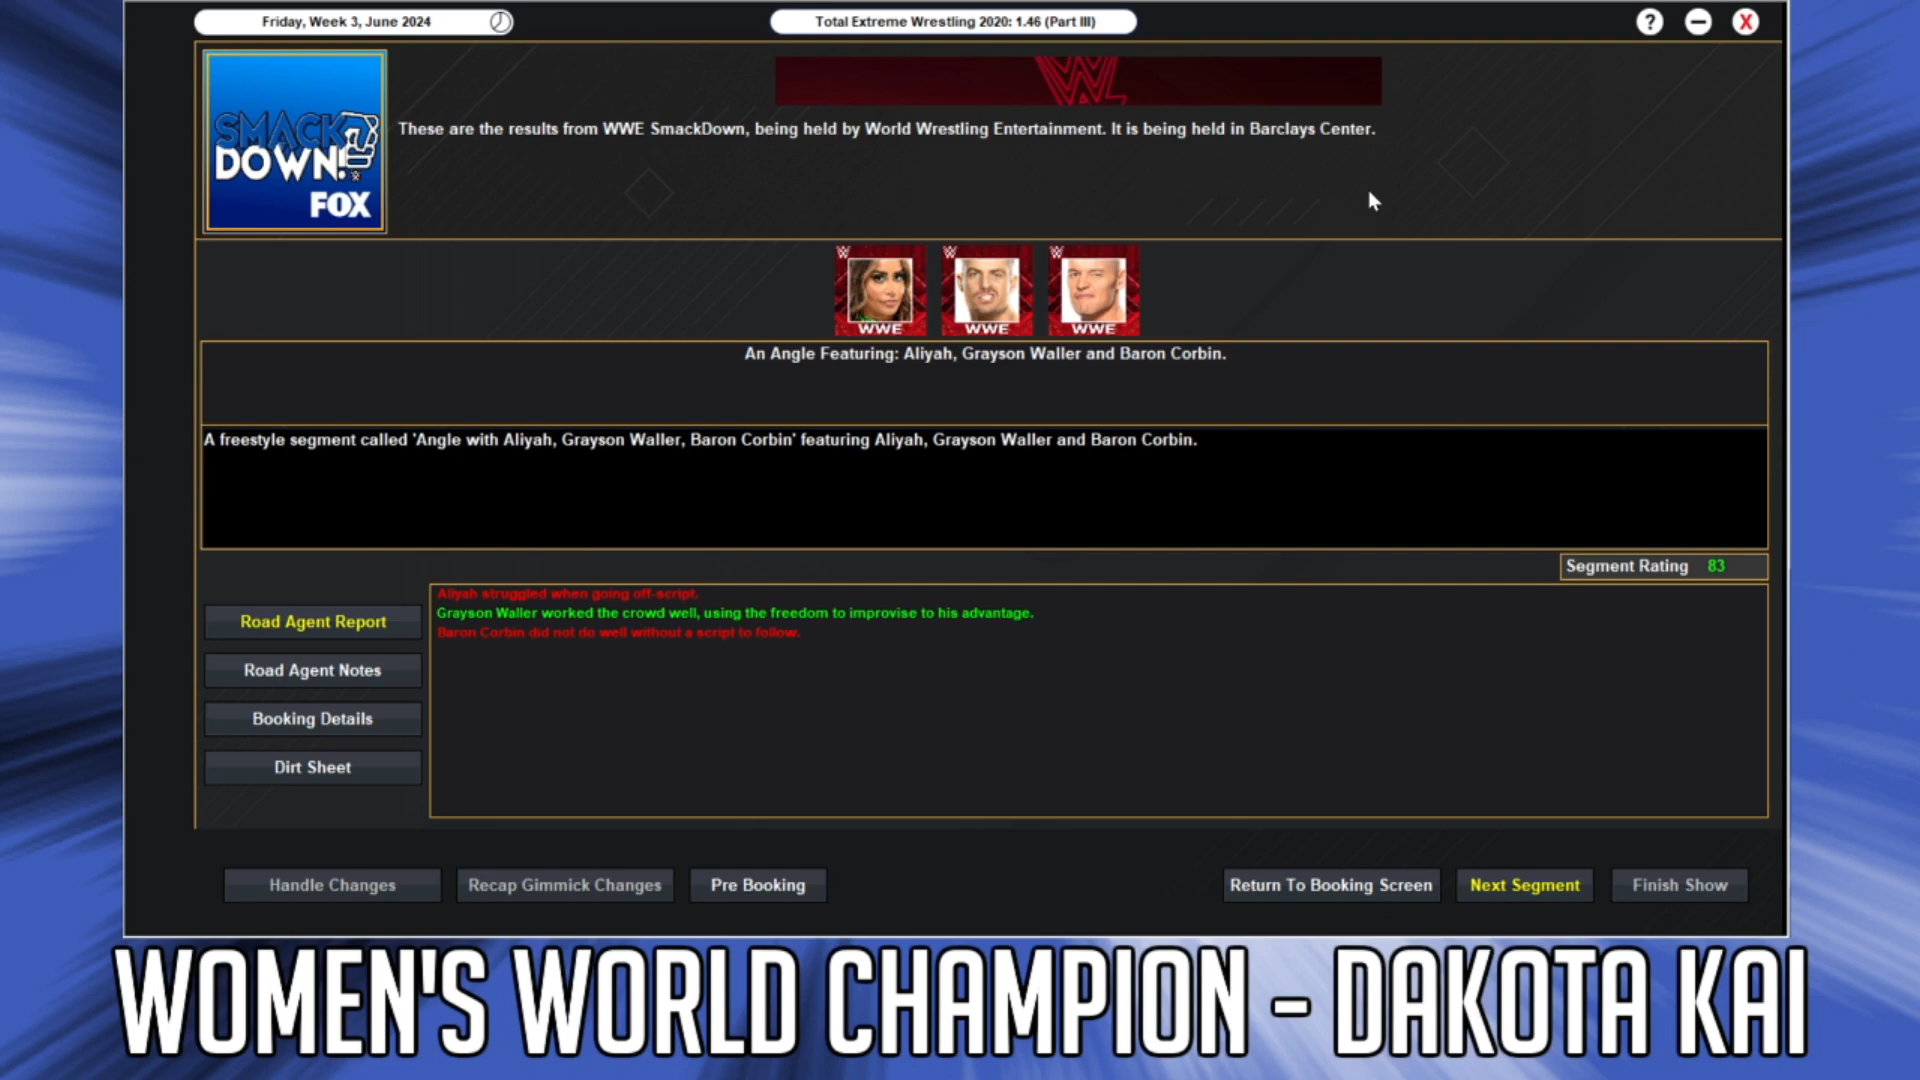 Friday, Week 3, June 2024
Total Extreme Wrestling 2020: 1.46 (Part III)
?
X
SMACK
DOWN!
FOX
These are the results from WWE SmackDown, being held by World Wrestling Entertainment. It is being held in Barclays Center.
WWE WWE WWE
An Angle Featuring: Aliyah, Grayson Waller and Baron Corbin.
A freestyle segment called 'Angle with Aliyah, Grayson Waller, Baron Corbin' featuring Aliyah, Grayson Waller and Baron Corbin.
Segment Rating 83
Aliyah struggled when going off-script.
Grayson Waller worked the crowd well, using the freedom to improvise to his advantage.
Baron Corbin did not do well without a script to follow.
Road Agent Report
Road Agent Notes
Booking Details
Dirt Sheet
Handle Changes
Recap Gimmick Changes
Pre Booking
Return To Booking Screen
Next Segment
Finish Show
WOMEN'S WORLD CHAMPION - DAKOTA KAI